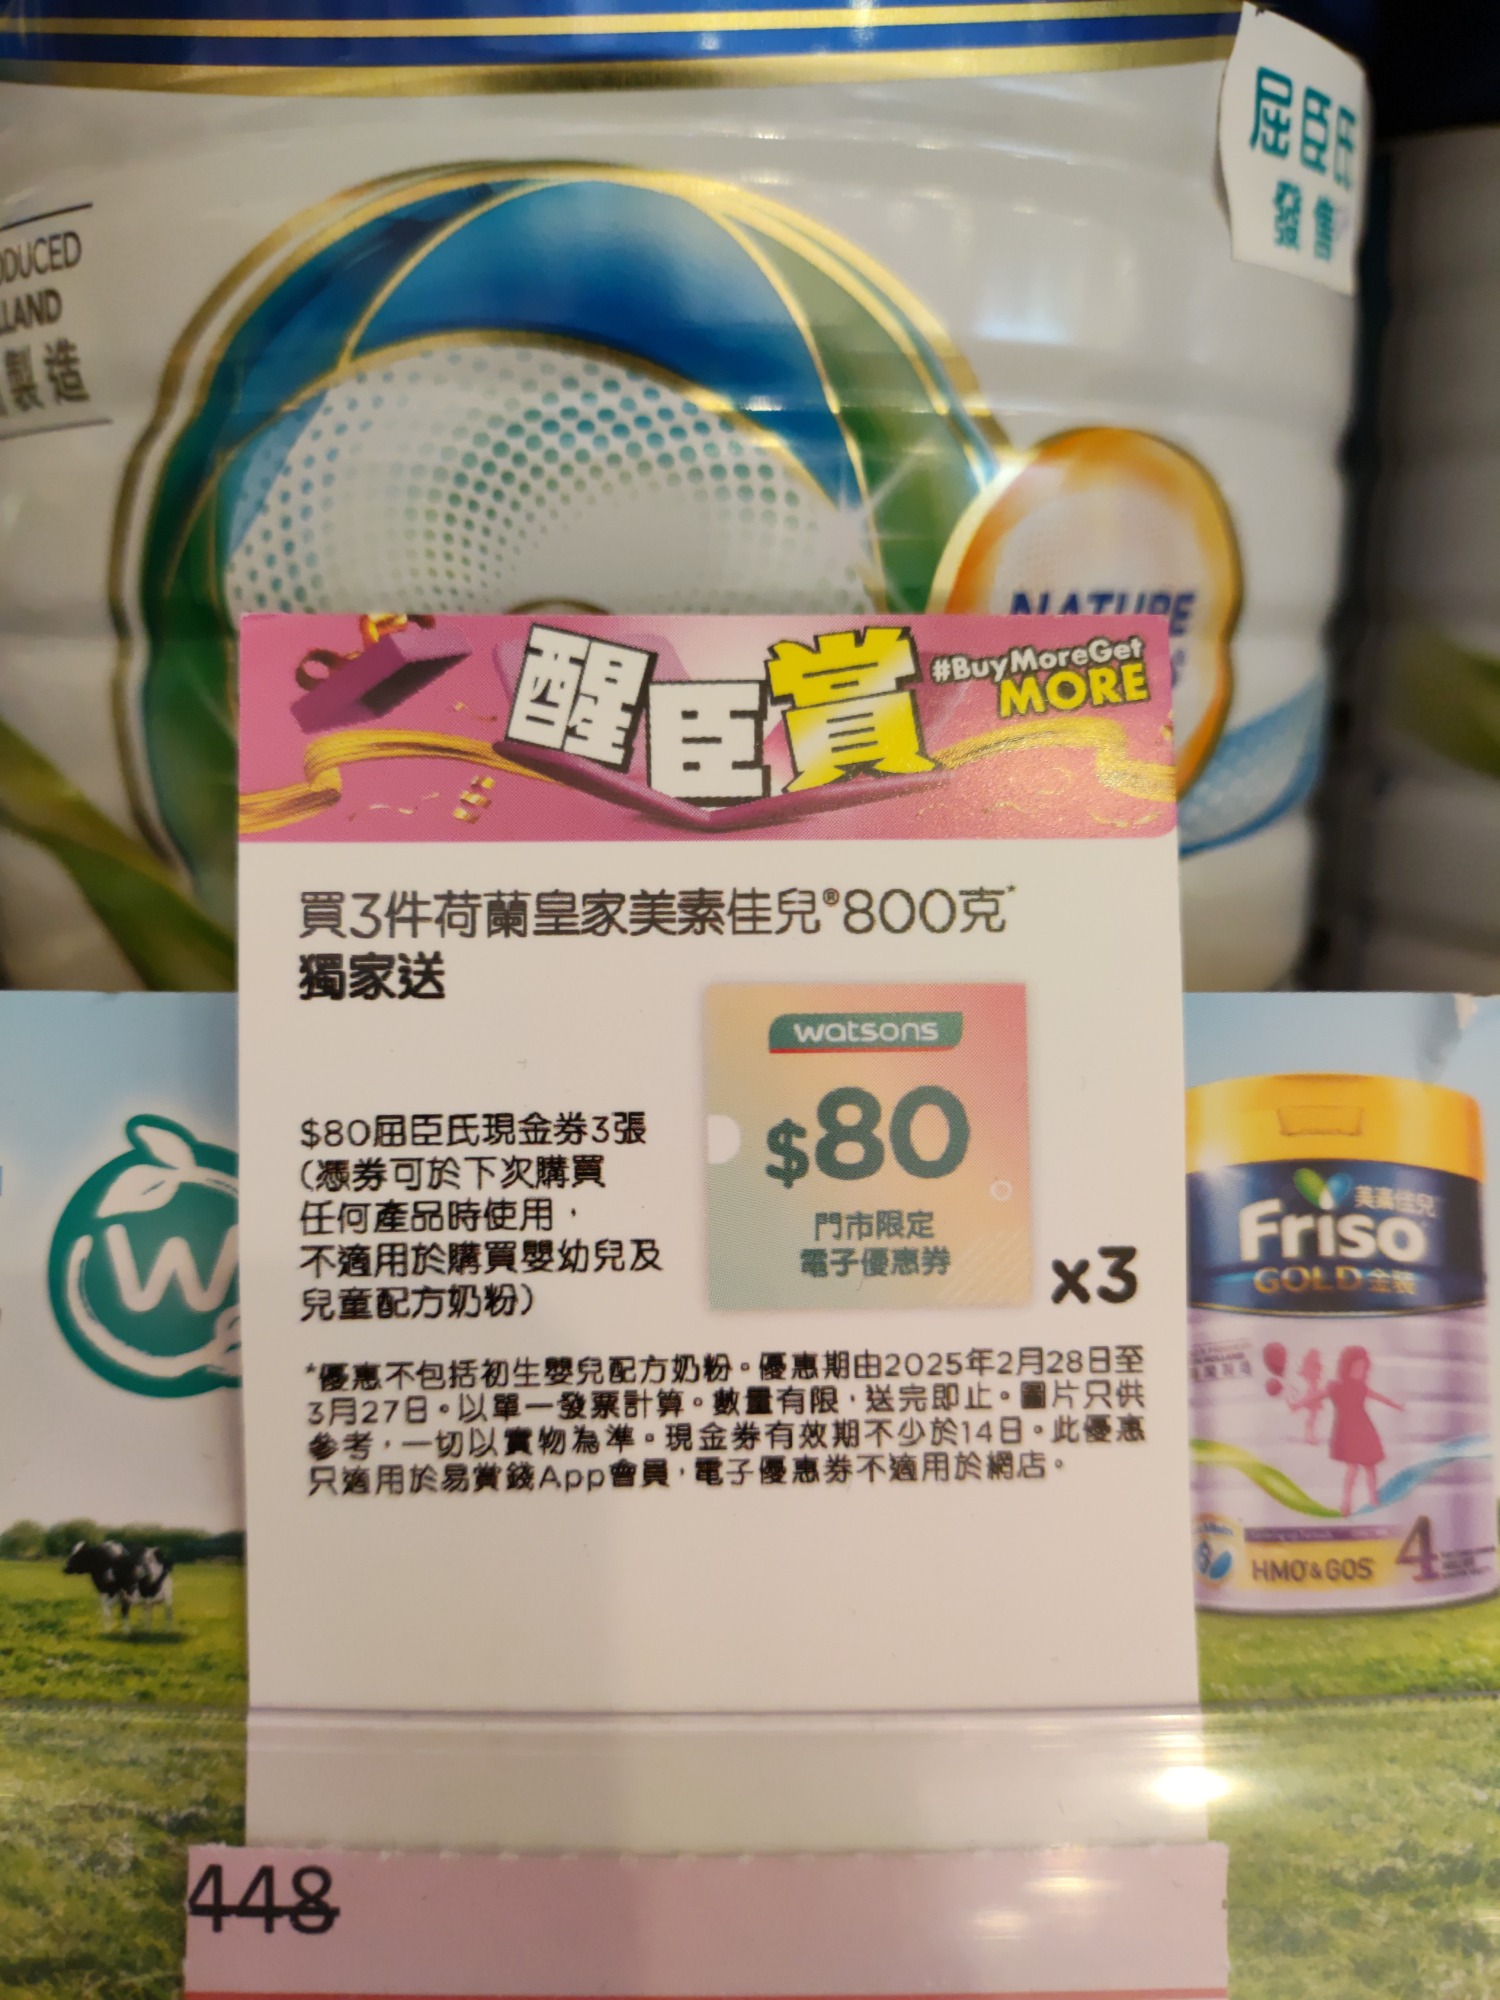 屈臣氏
發售
製造
NATURE
醒臣賞
#BuyMoreGet
MORE
買3件荷蘭皇家美素佳兒®800克*
獨家送
watsons
$80
門市限定
電子優惠券
x3
$80屈臣氏現金券3張
(憑券可於下次購買
任何產品時使用，
不適用於購買嬰幼兒及
兒童配方奶粉)
*優惠不包括初生嬰兒配方奶粉。優惠期由2025年2月28日至
3月27日。以單一發票計算。數量有限，送完即止。圖片只供
參考，一切以實物為準。現金券有效期不少於14日。此優惠
只適用於易賞錢App會員，電子優惠券不適用於網店。
W
美素佳兒
Friso
GOLD金裝
HMO&GOS 4
448